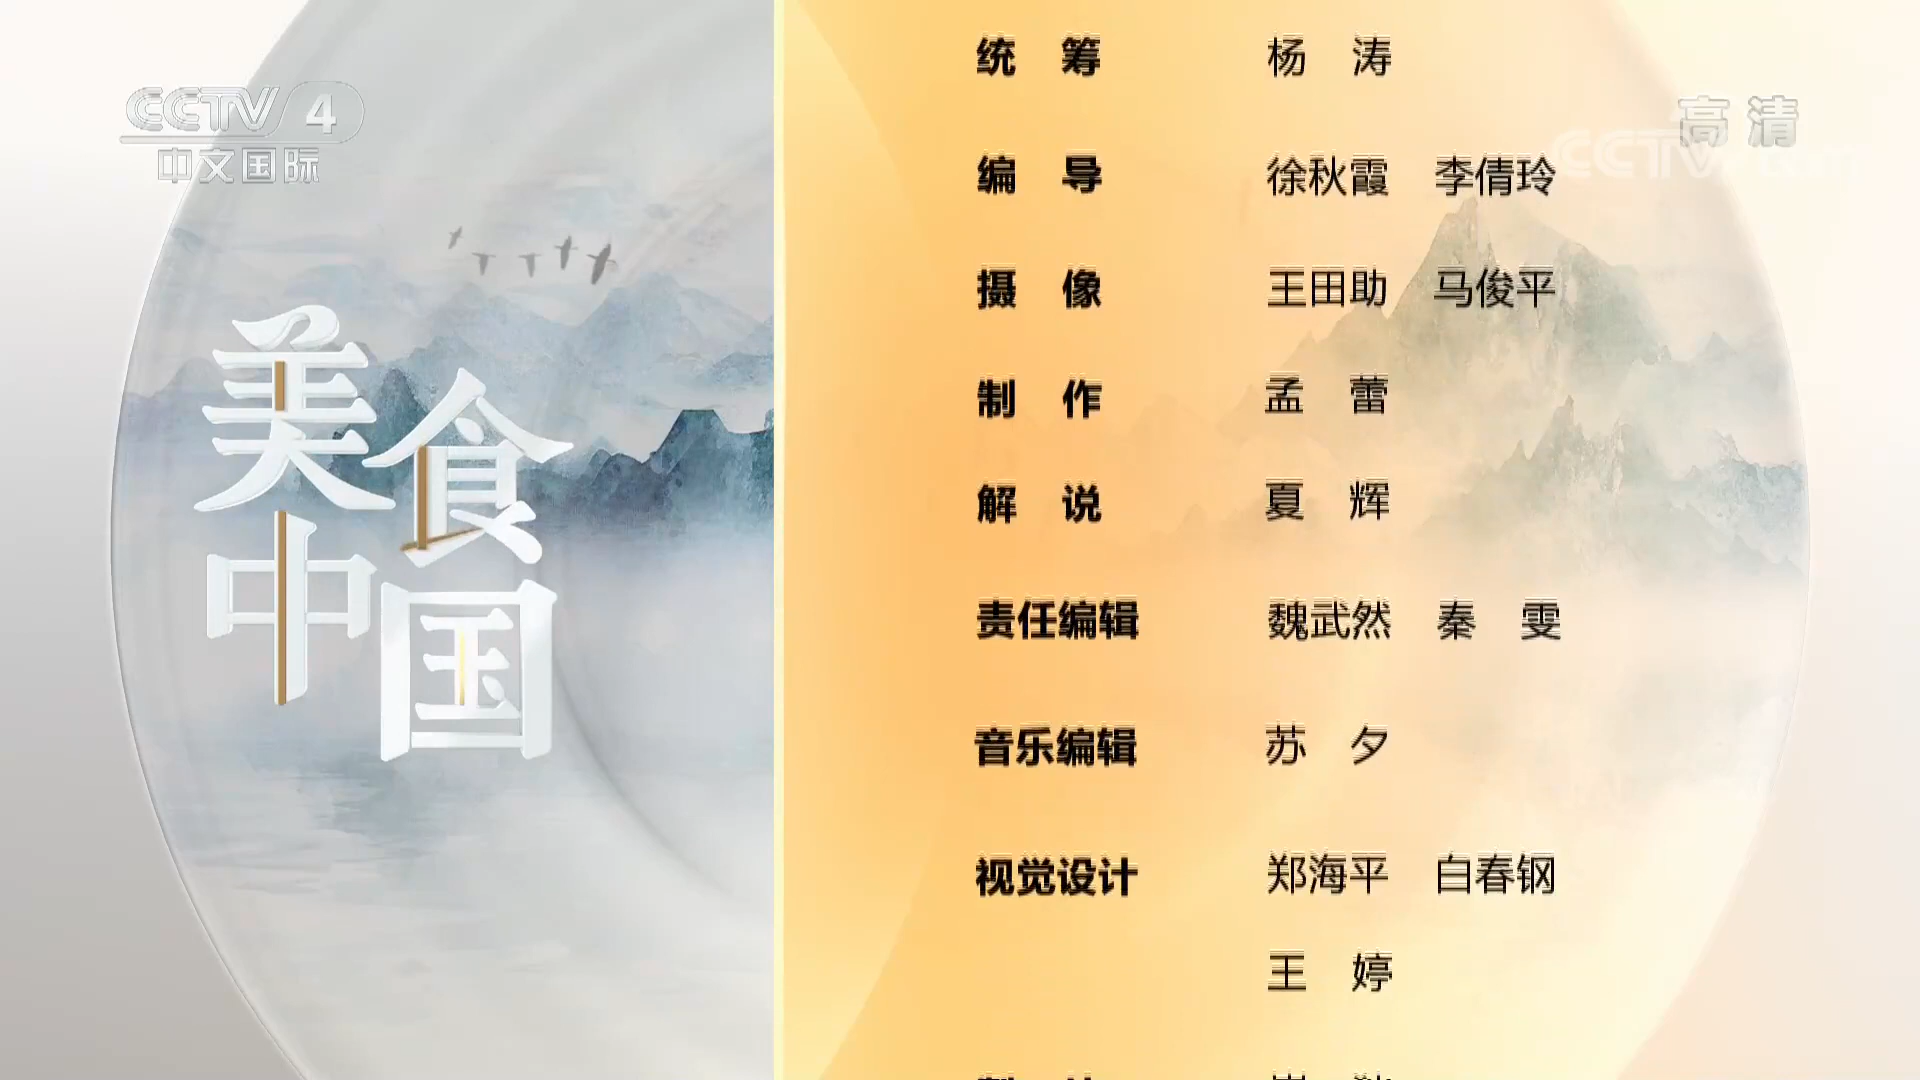 CCTV 4
中文国际
高清
CCTV.com
美食
中国
统 筹 杨 涛
编 导 徐秋霞 李倩玲
摄 像 王田助 马俊平
制 作 孟 蕾
解 说 夏 辉
责任编辑 魏武然 秦 雯
音乐编辑 苏 夕
视觉设计 郑海平 白春钢
王 婷